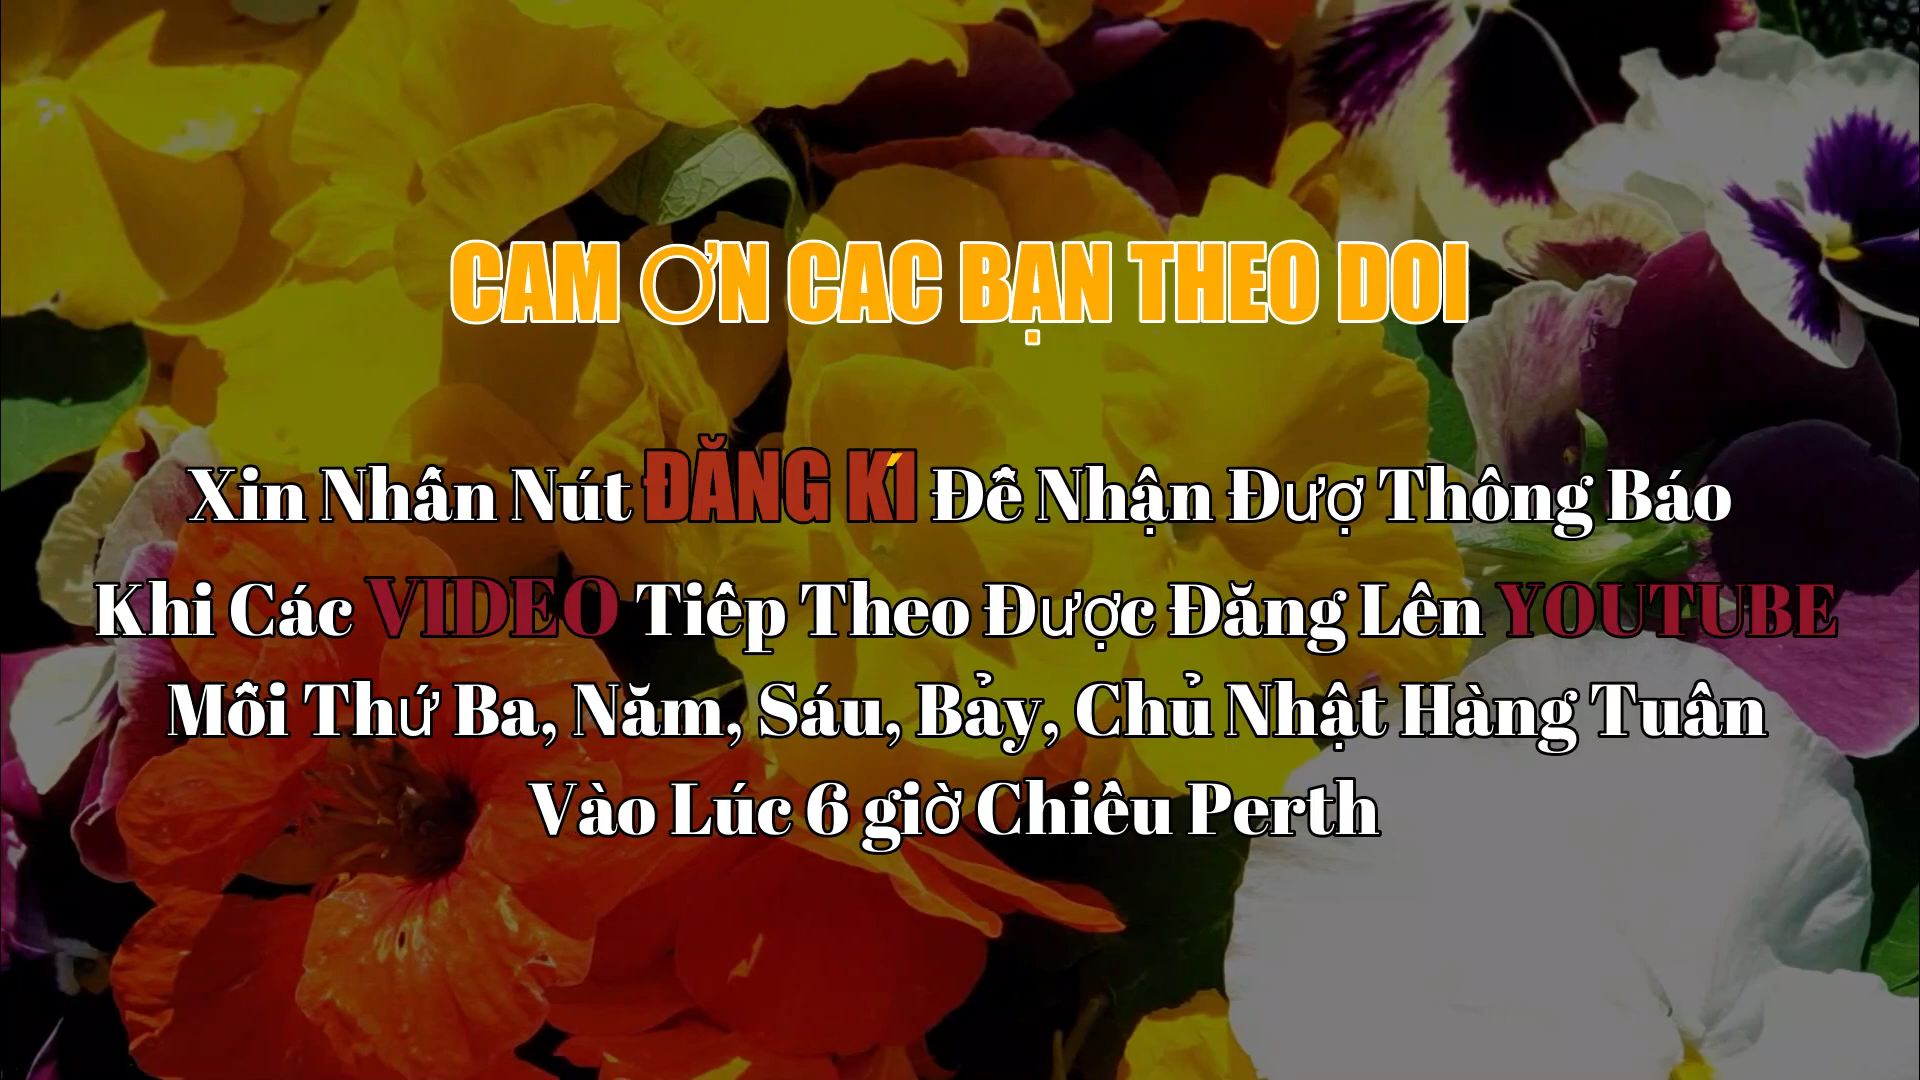 CAM ƠN CAC BẠN THEO DOI
Xin Nhấn Nút ĐĂNG KÍ Để Nhận Đượ Thông Báo
Khi Các VIDEO Tiếp Theo Được Đăng Lên YOUTUBE
Mỗi Thứ Ba, Năm, Sáu, Bảy, Chủ Nhật Hàng Tuân
Vào Lúc 6 giờ Chiều Perth